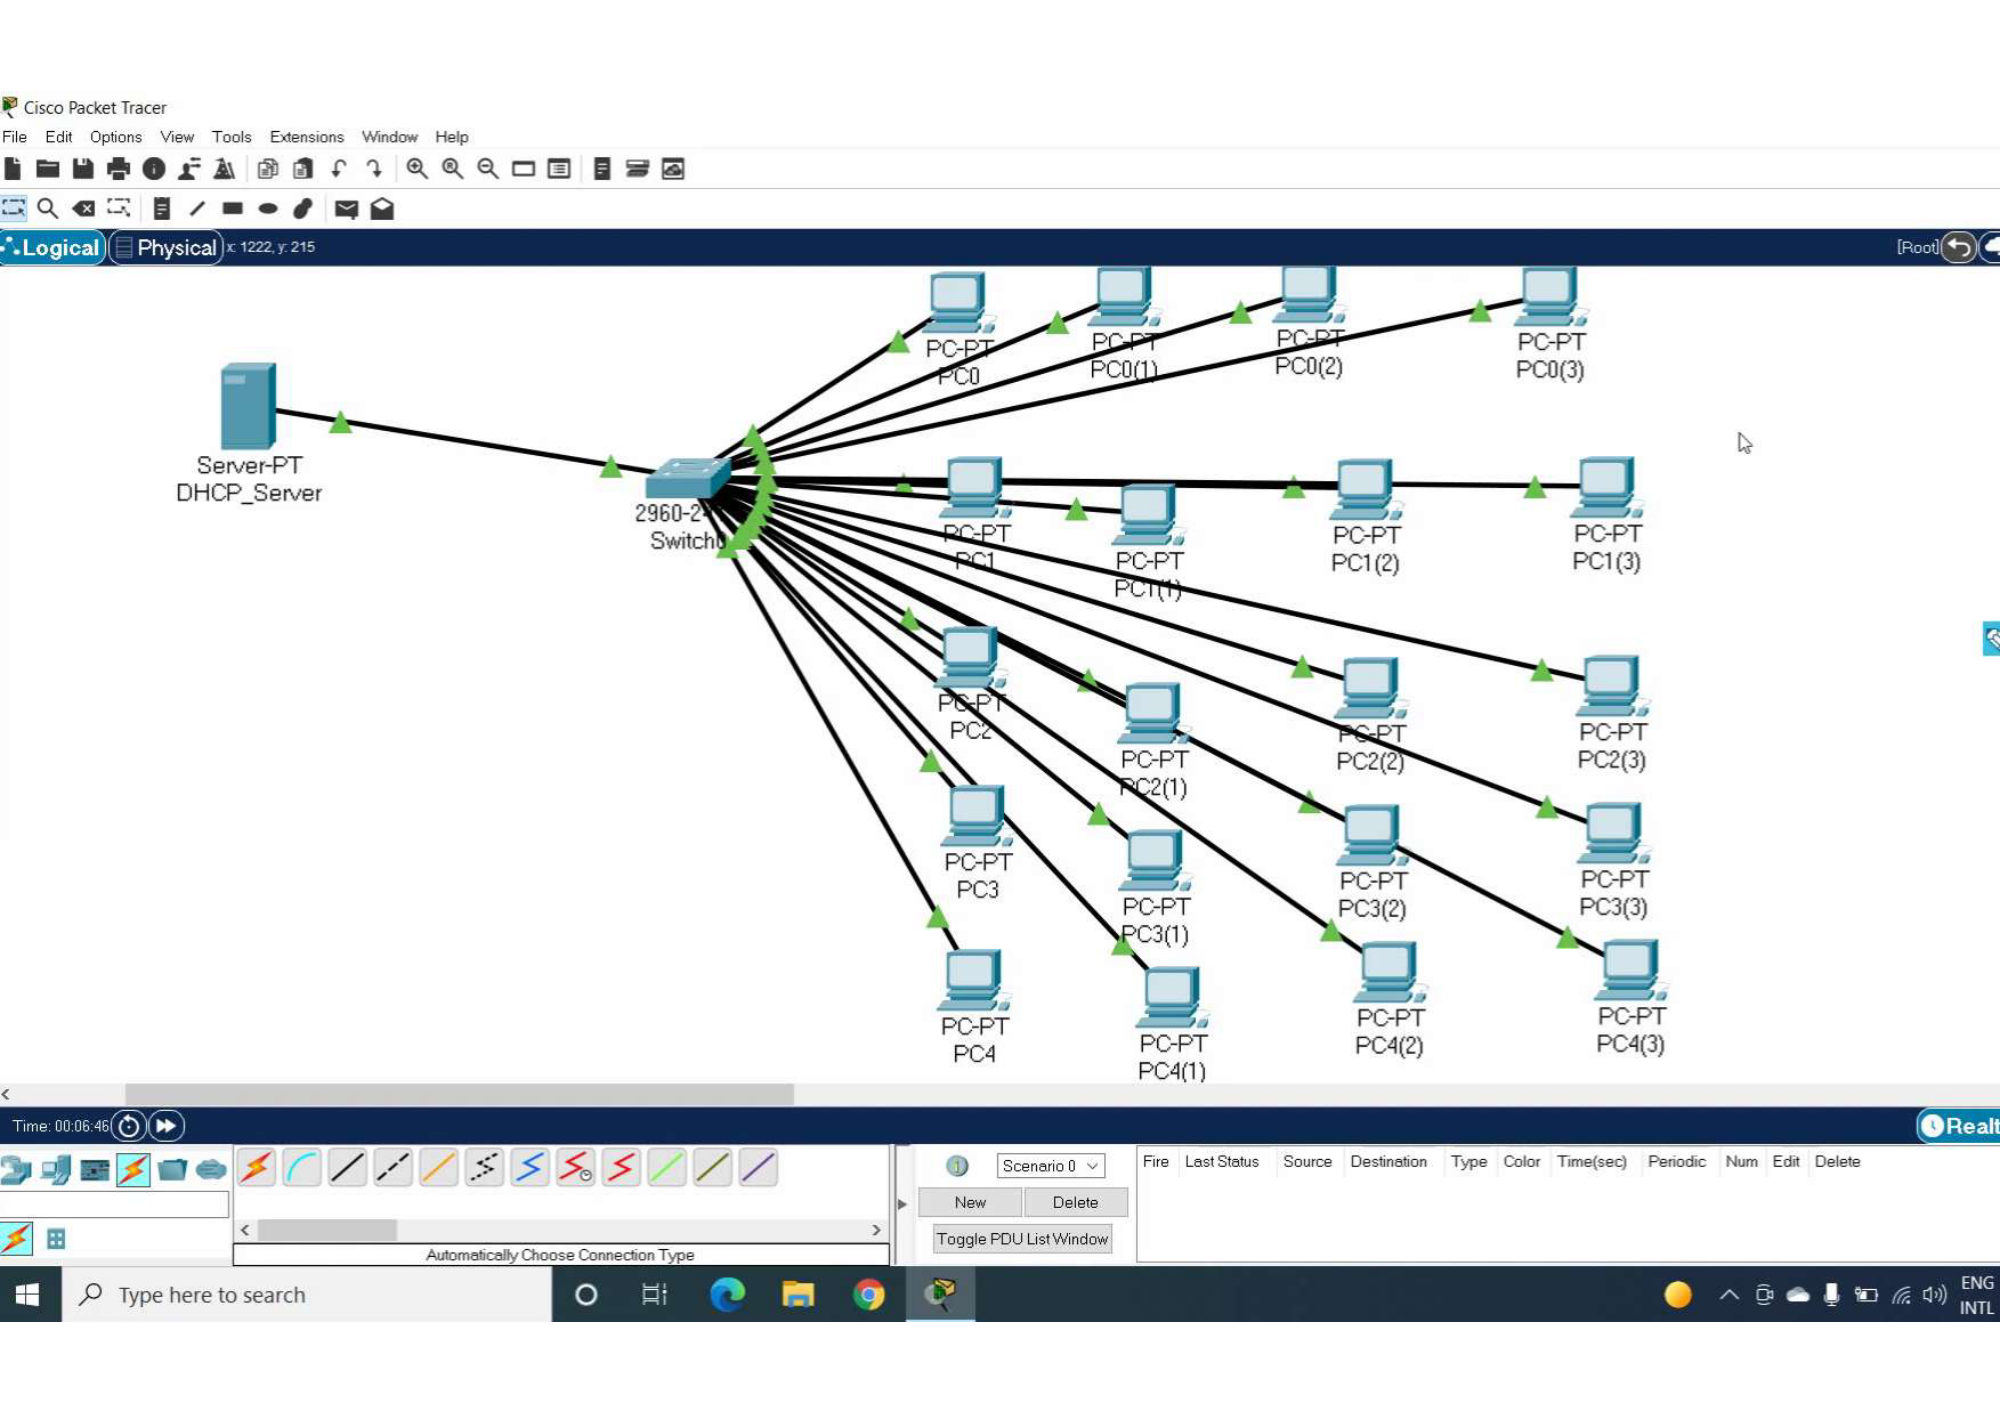 Cisco Packet Tracer
File Edit Options View Tools Extensions Window Help
Logical Physical x: 1222, y: 215 [Root]
PC-PT
PC0
PC-PT
PC0(1)
PC-PT
PC0(2)
PC-PT
PC0(3)
Server-PT
DHCP_Server
2960-2
Switch0
PC-PT
PC1
PC-PT
PC1(1)
PC-PT
PC1(2)
PC-PT
PC1(3)
PC-PT
PC2
PC-PT
PC2(1)
PC-PT
PC2(2)
PC-PT
PC2(3)
PC-PT
PC3
PC-PT
PC3(1)
PC-PT
PC3(2)
PC-PT
PC3(3)
PC-PT
PC4
PC-PT
PC4(1)
PC-PT
PC4(2)
PC-PT
PC4(3)
Time: 00:06:46 Realt
Scenario 0
New Delete
Toggle PDU List Window
Fire Last Status Source Destination Type Color Time(sec) Periodic Num Edit Delete
Automatically Choose Connection Type
Type here to search
ENG
INTL